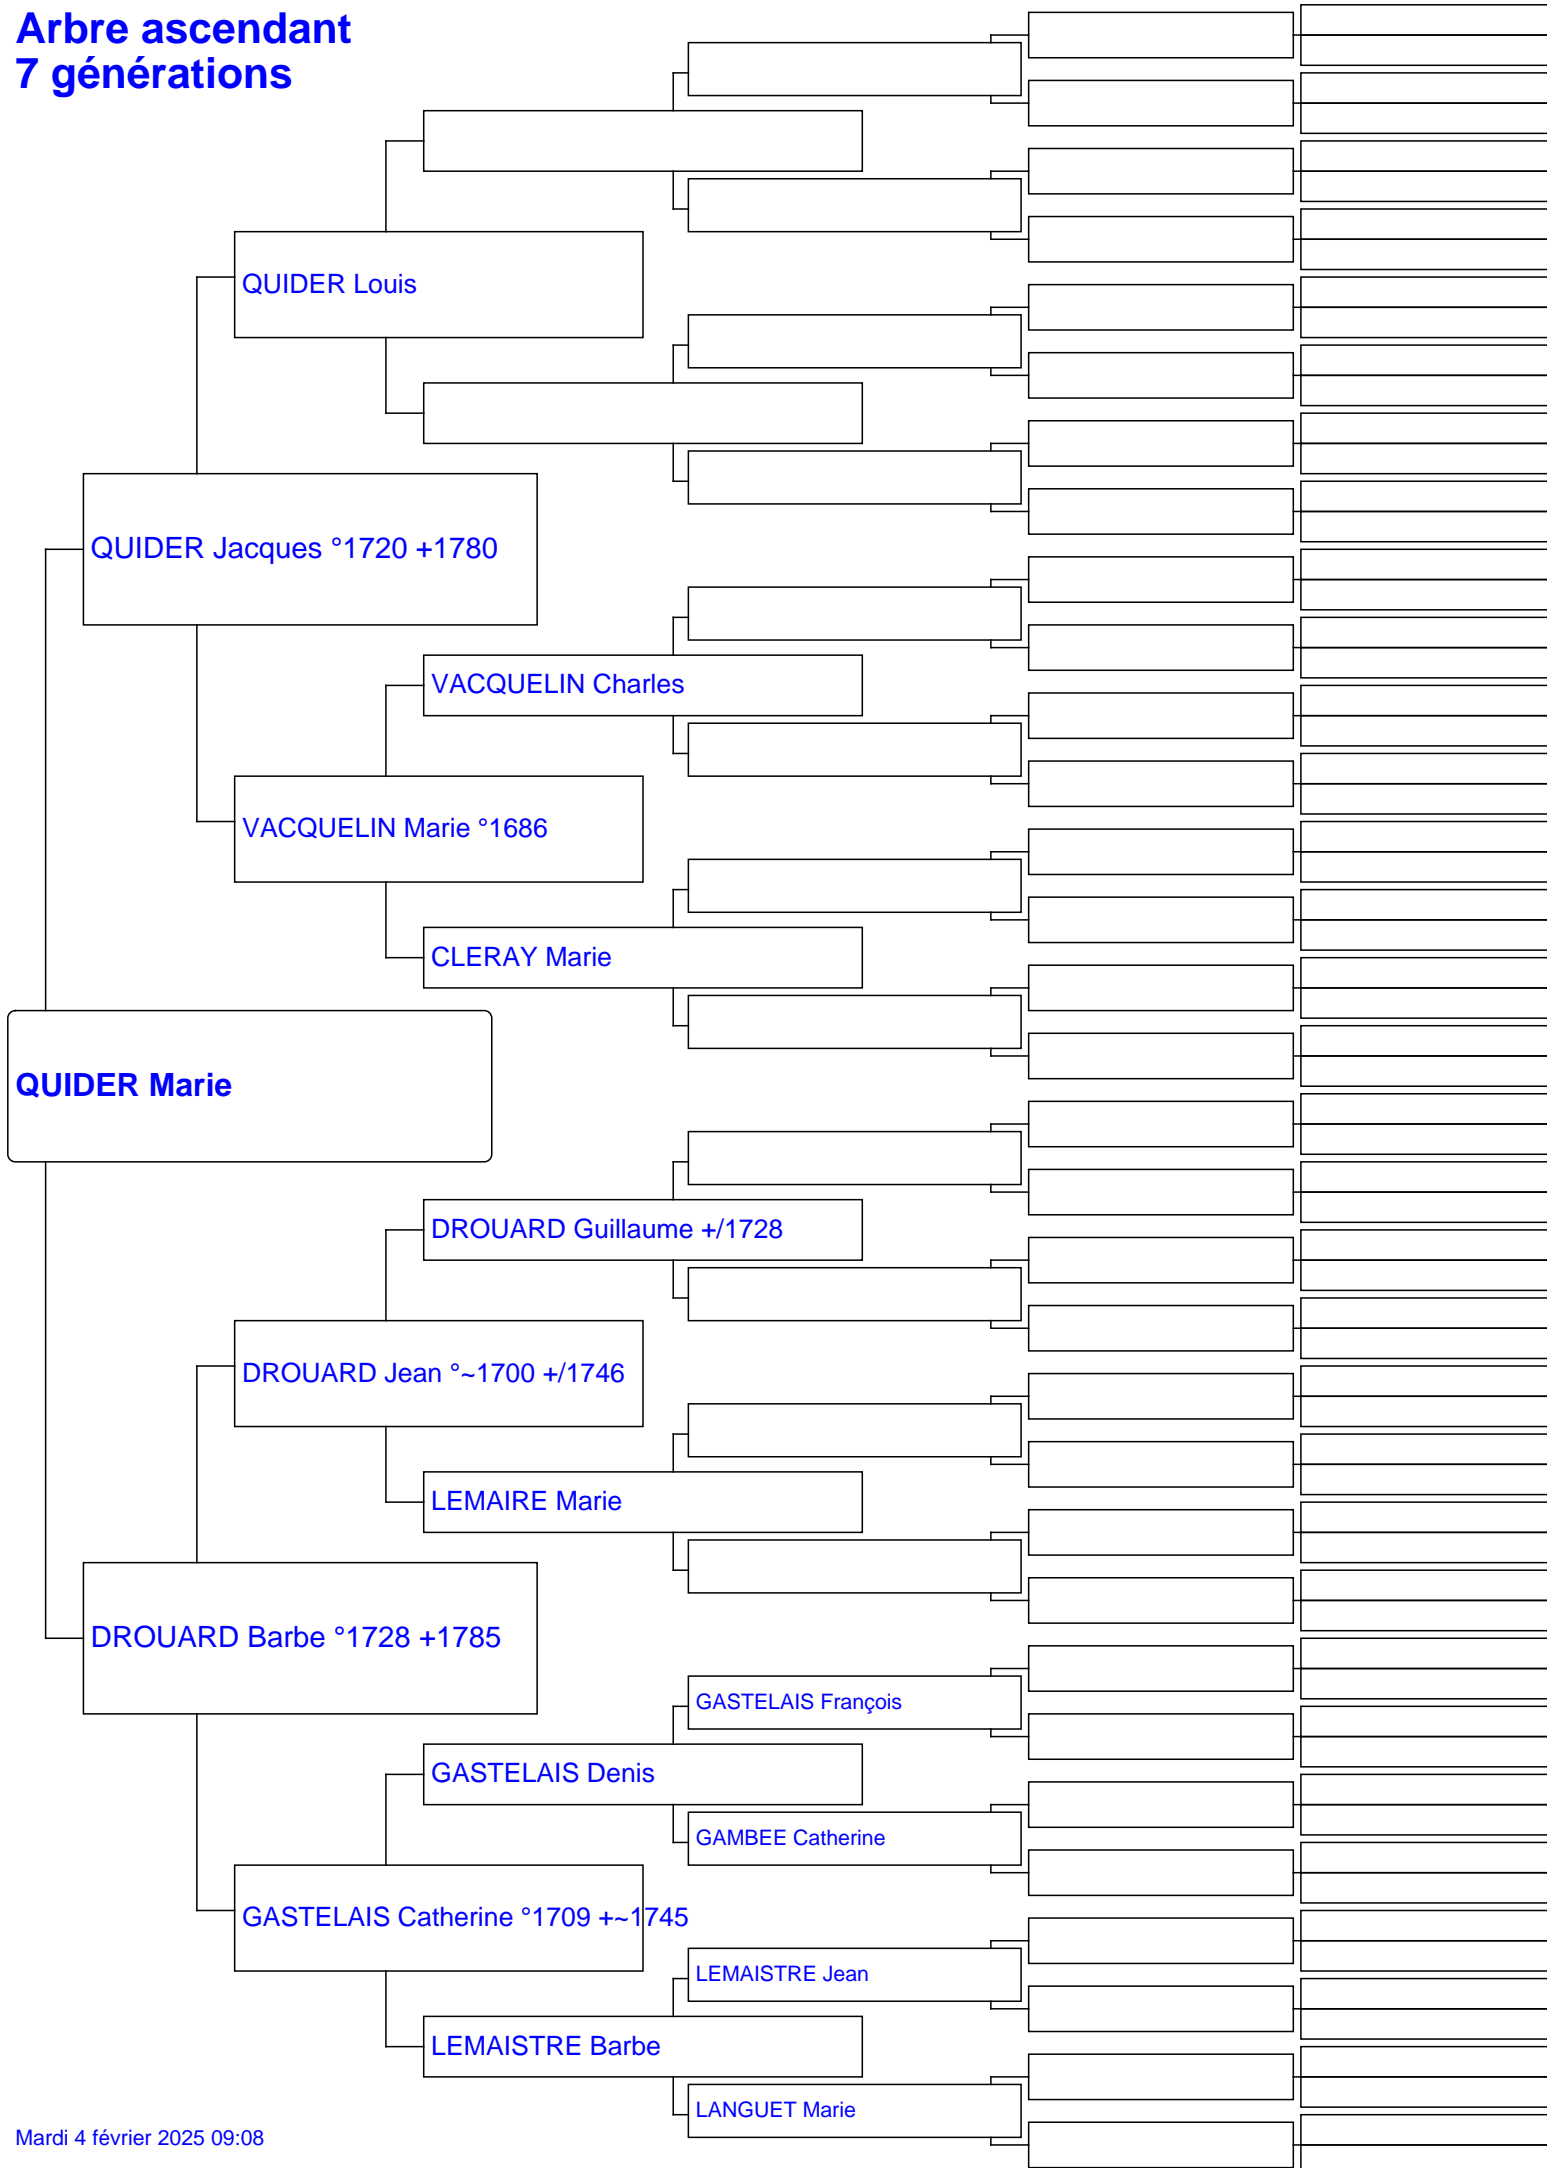 Arbre ascendant
7 générations
QUIDER Louis
QUIDER Jacques °1720 +1780
VACQUELIN Charles
VACQUELIN Marie °1686
CLERAY Marie
QUIDER Marie
DROUARD Guillaume +/1728
DROUARD Jean °~1700 +/1746
LEMAIRE Marie
DROUARD Barbe °1728 +1785
GASTELAIS François
GASTELAIS Denis
GAMBEE Catherine
GASTELAIS Catherine °1709 +~1745
LEMAISTRE Jean
LEMAISTRE Barbe
LANGUET Marie
Mardi 4 février 2025 09:08